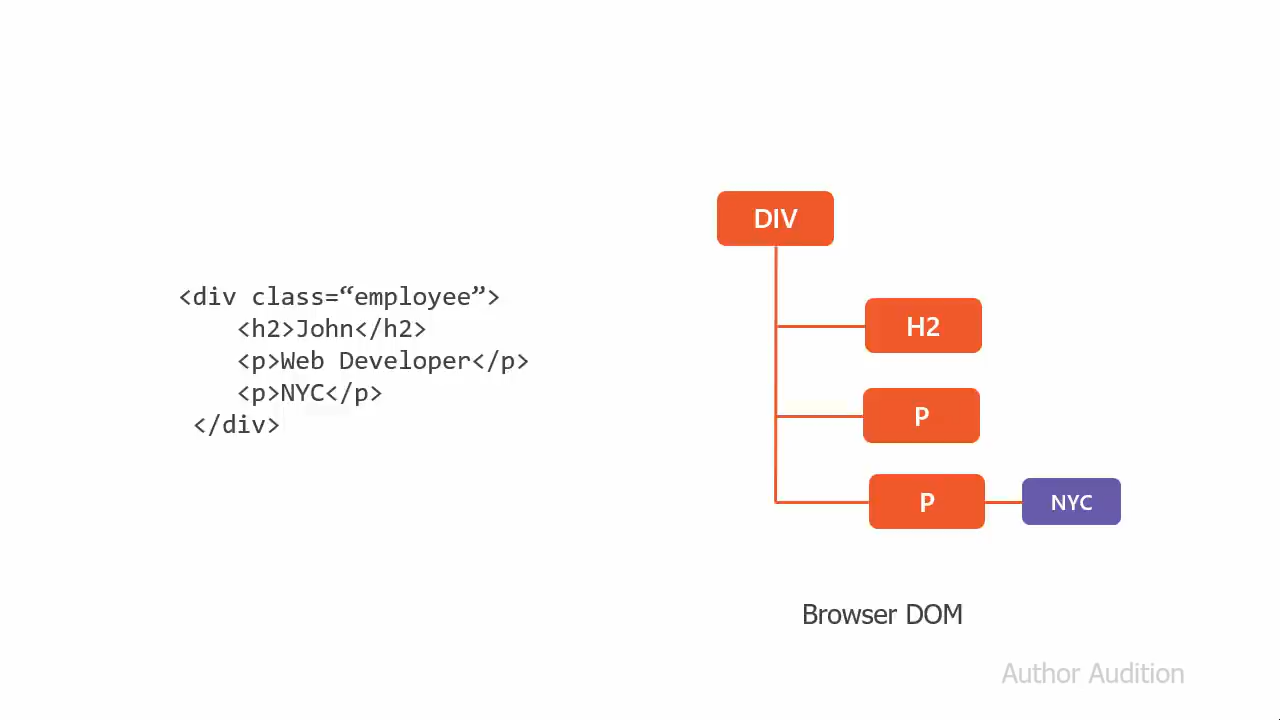 <div class=“employee”>
<h2>John</h2>
<p>Web Developer</p>
<p>NYC</p>
</div>
DIV
H2
P
P
NYC
Browser DOM
Author Audition